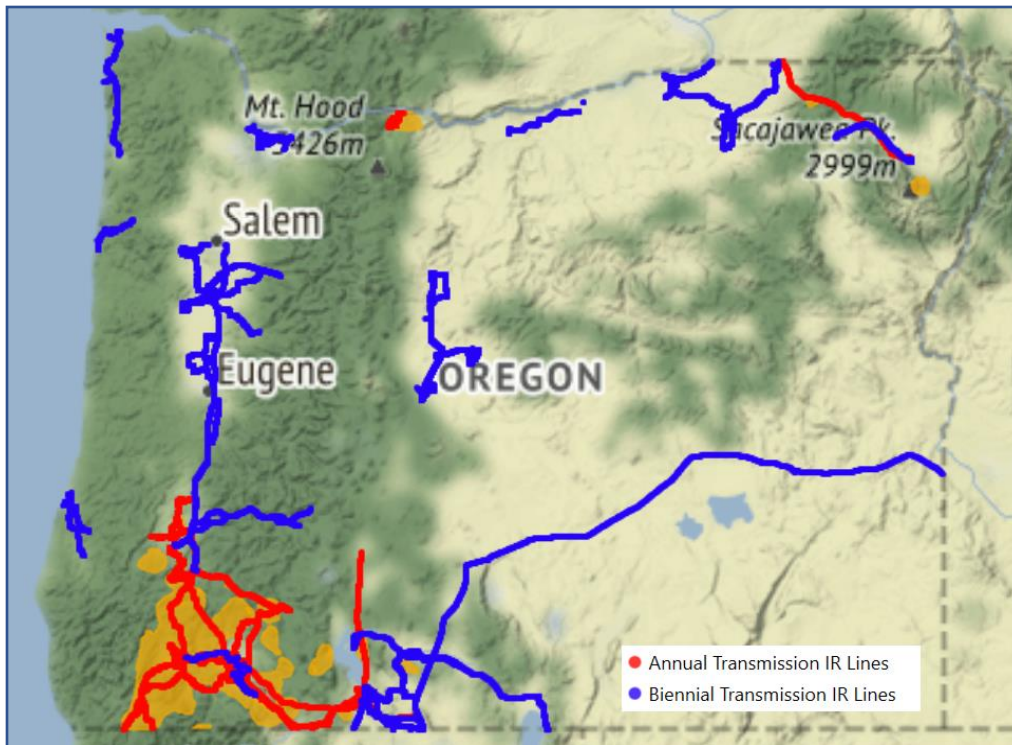 Mt. Hood
3426m
Sacajawea Pk.
2999m
Salem
Eugene
OREGON
Annual Transmission IR Lines
Biennial Transmission IR Lines